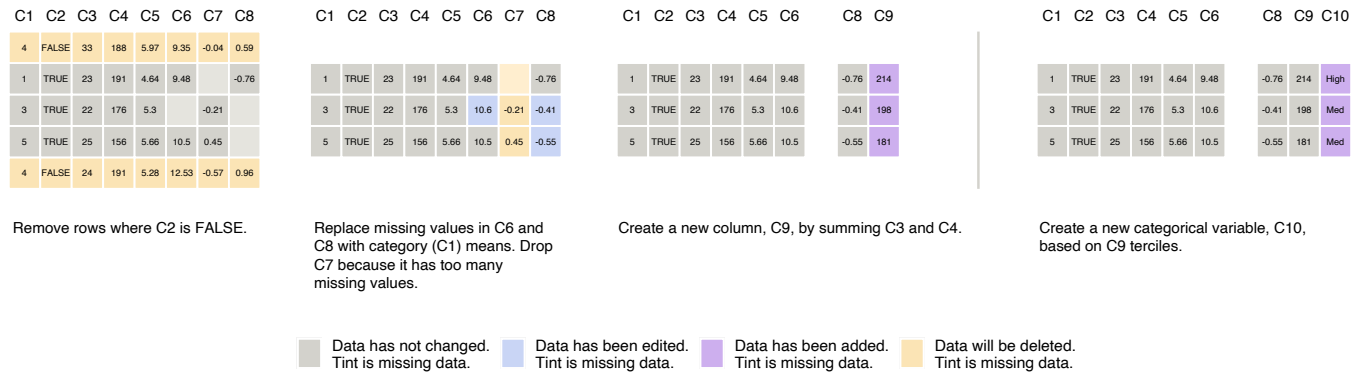 C1 C2 C3 C4 C5 C6 C7 C8
4 FALSE 33 188 5.97 9.35 -0.04 0.59
1 TRUE 23 191 4.64 9.48 -0.76
3 TRUE 22 176 5.3 -0.21
5 TRUE 25 156 5.66 10.5 0.45
4 FALSE 24 191 5.28 12.53 -0.57 0.96
Remove rows where C2 is FALSE.
C1 C2 C3 C4 C5 C6 C7 C8
1 TRUE 23 191 4.64 9.48 -0.76
3 TRUE 22 176 5.3 10.6 -0.21 -0.41
5 TRUE 25 156 5.66 10.5 0.45 -0.55
Replace missing values in C6 and
C8 with category (C1) means. Drop
C7 because it has too many
missing values.
C1 C2 C3 C4 C5 C6 C8 C9
1 TRUE 23 191 4.64 9.48 -0.76 214
3 TRUE 22 176 5.3 10.6 -0.41 198
5 TRUE 25 156 5.66 10.5 -0.55 181
Create a new column, C9, by summing C3 and C4.
C1 C2 C3 C4 C5 C6 C8 C9 C10
1 TRUE 23 191 4.64 9.48 -0.76 214 High
3 TRUE 22 176 5.3 10.6 -0.41 198 Med
5 TRUE 25 156 5.66 10.5 -0.55 181 Med
Create a new categorical variable, C10,
based on C9 terciles.
Data has not changed.
Tint is missing data.
Data has been edited.
Tint is missing data.
Data has been added.
Tint is missing data.
Data will be deleted.
Tint is missing data.